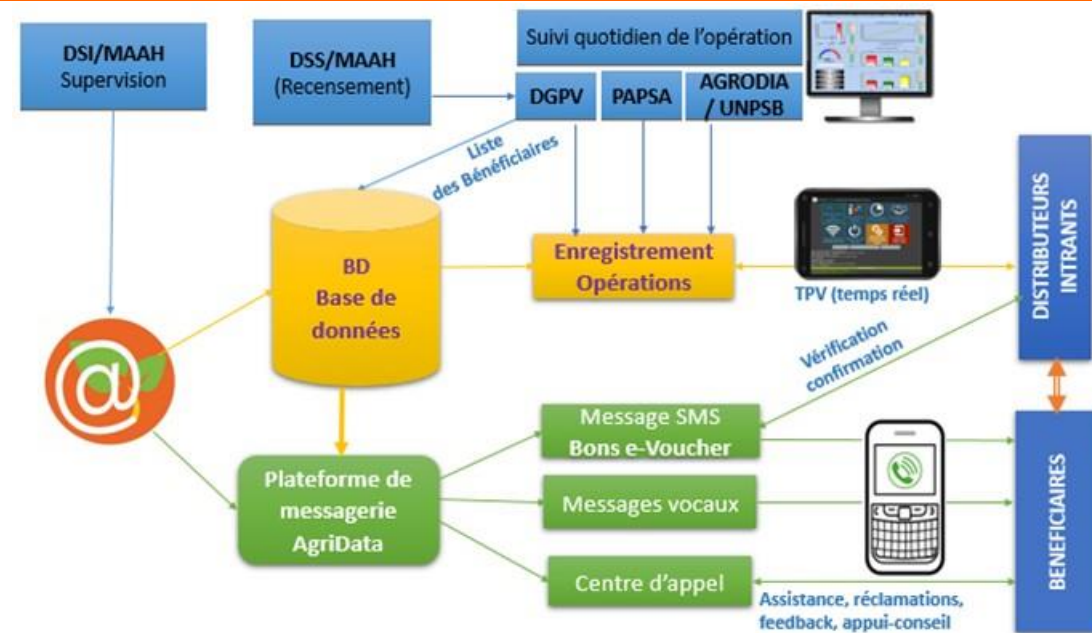 DSI/MAAH
Supervision
DSS/MAAH
(Recensement)
Suivi quotidien de l'opération
DGPV
PAPSA
AGRODIA
/ UNPSB
Liste
des Bénéficiaires
BD
Base de
données
Enregistrement
Opérations
TPV (temps réel)
DISTRIBUTEURS
INTRANTS
Vérification
confirmation
@
Plateforme de
messagerie
AgriData
Message SMS
Bons e-Voucher
Messages vocaux
Centre d'appel
Assistance, réclamations,
feedback, appui-conseil
BENEFICIAIRES